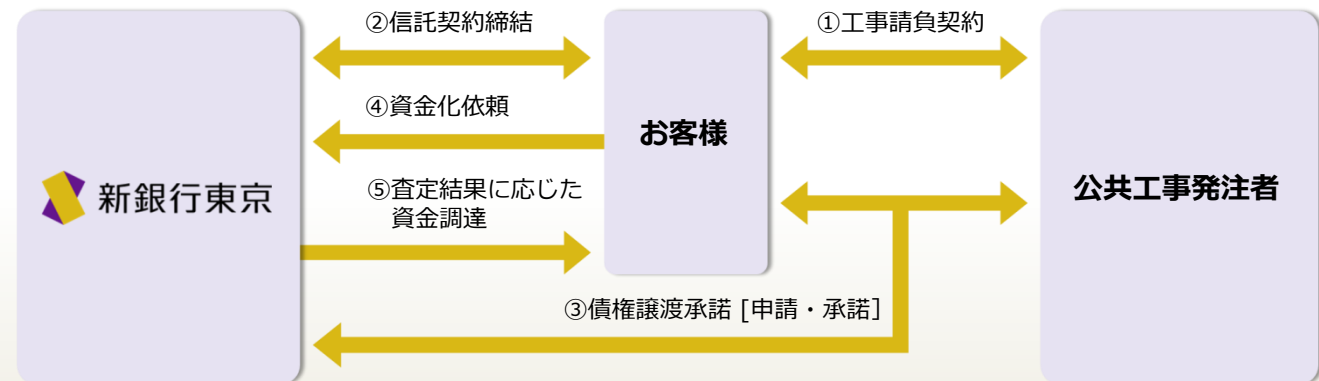 ②信託契約締結
①工事請負契約
④資金化依頼
お客様
新銀行東京
⑤査定結果に応じた
資金調達
公共工事発注者
③債権譲渡承諾 [申請・承諾］